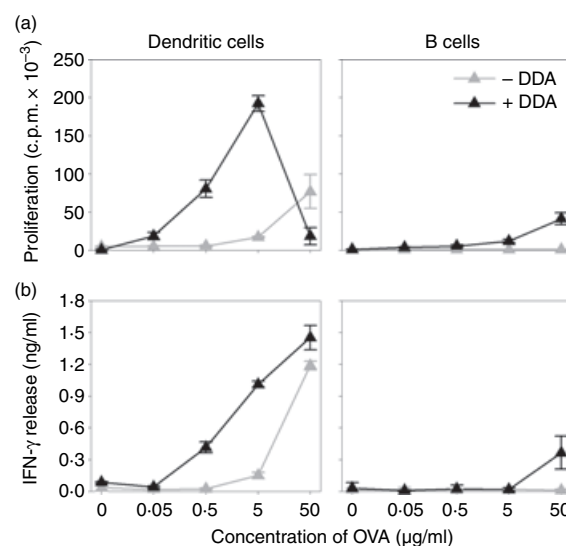 (a)
Dendritic cells
B cells
Proliferation (c.p.m. × 10⁻³)
250
200
150
100
50
0
– DDA
+ DDA
(b)
IFN-γ release (ng/ml)
1·8
1·5
1·2
0·9
0·6
0·3
0·0
0 0·05 0·5 5 50
0 0·05 0·5 5 50
Concentration of OVA (μg/ml)